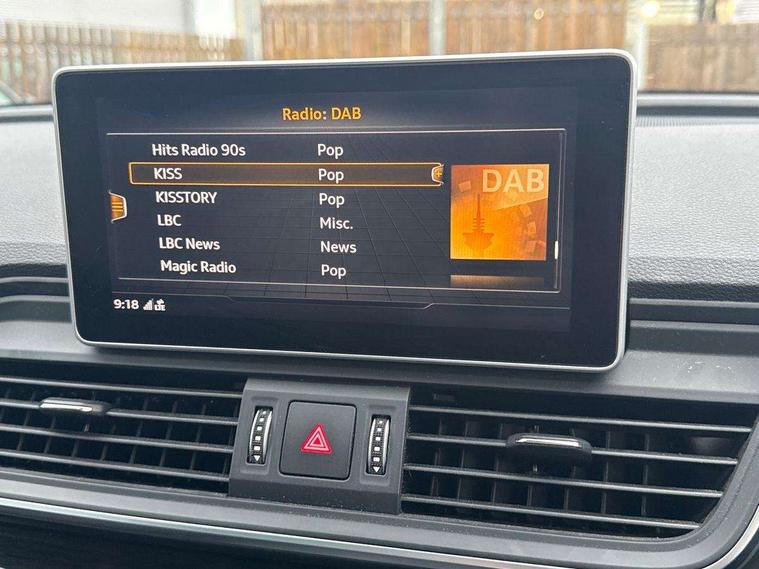 Radio: DAB
Hits Radio 90s Pop
KISS Pop
KISSTORY Pop
LBC Misc.
LBC News News
Magic Radio Pop
DAB
9:18 LTE